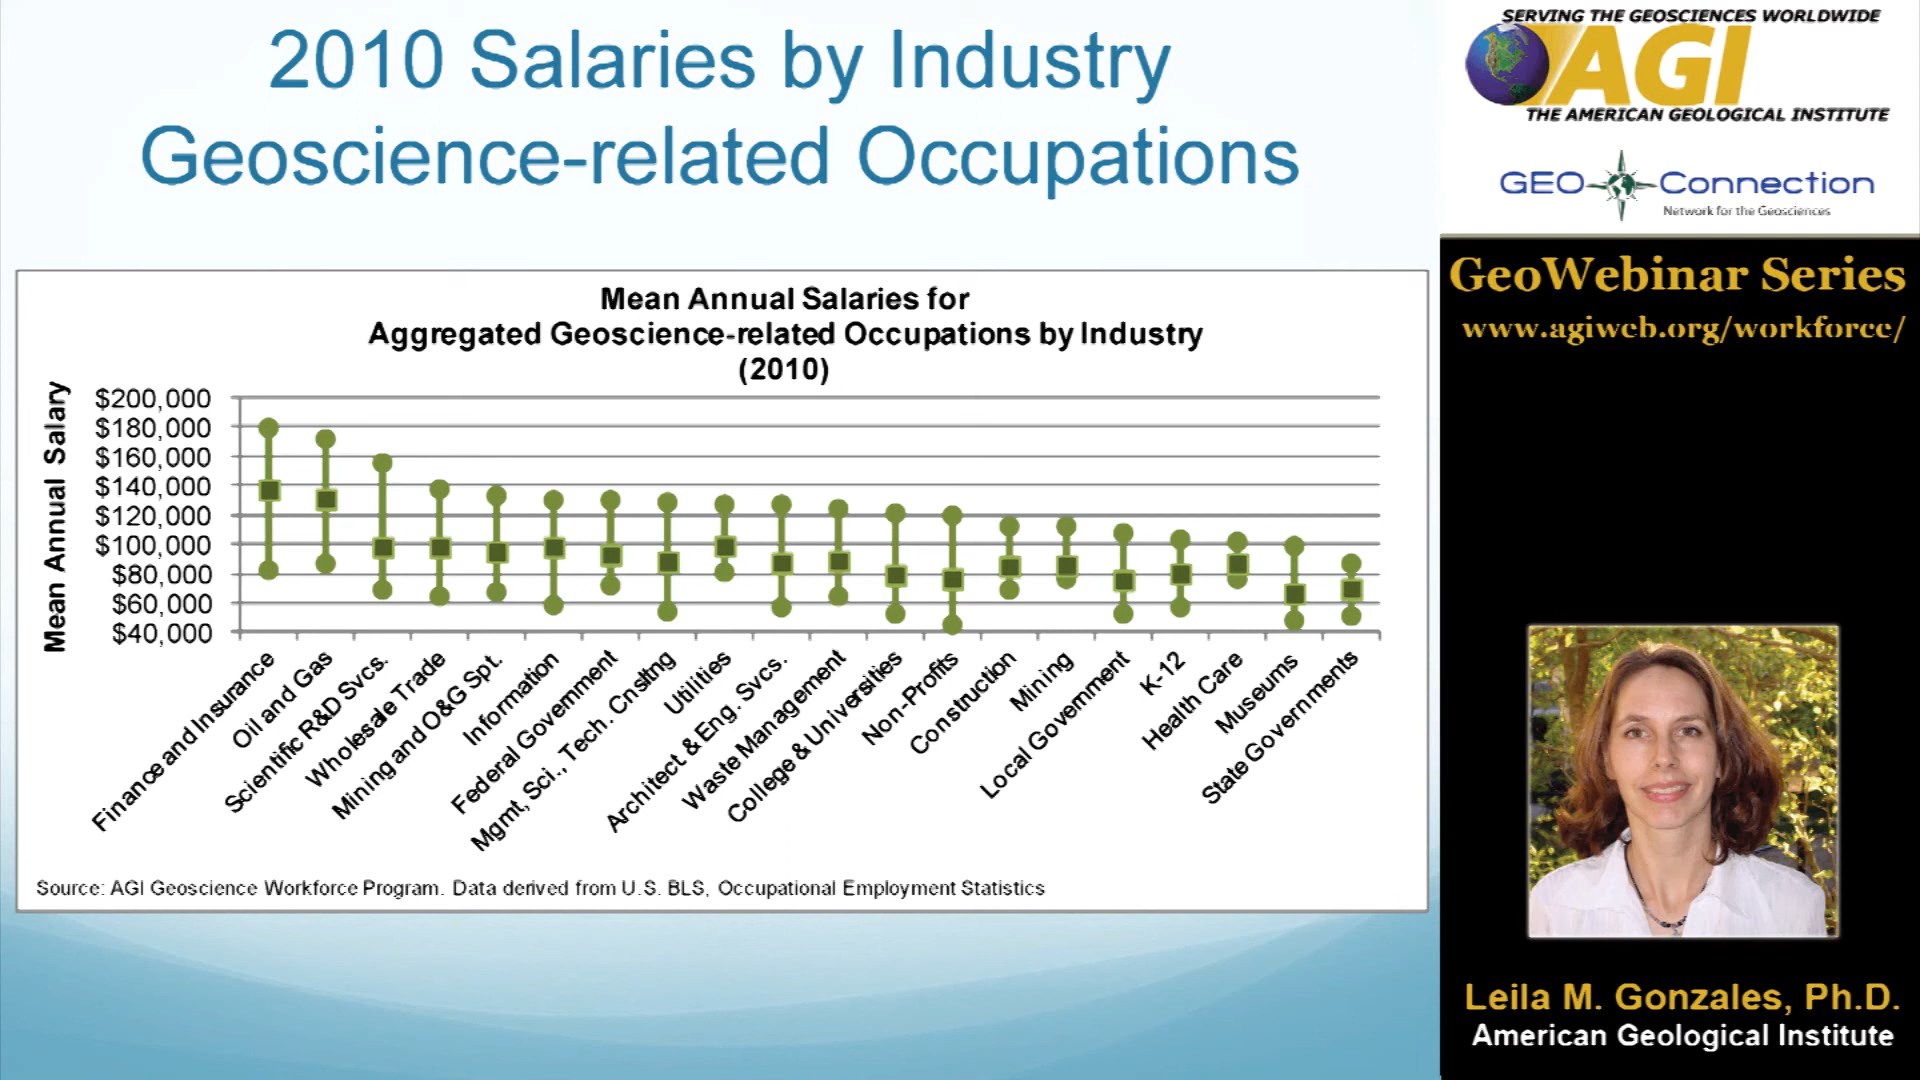 2010 Salaries by Industry
Geoscience-related Occupations
Mean Annual Salaries for
Aggregated Geoscience-related Occupations by Industry
(2010)
Mean Annual Salary
$200,000
$180,000
$160,000
$140,000
$120,000
$100,000
$80,000
$60,000
$40,000
Finance and Insurance
Oil and Gas
Scientific R&D Svcs.
Wholesale Trade
Mining and O&G Spt.
Information
Federal Government
Mgmt, Sci., Tech. Cnsltng
Utilities
Architect & Eng. Svcs.
Waste Management
College & Universities
Non-Profits
Construction
Mining
Local Government
K-12
Health Care
Museums
State Governments
Source: AGI Geoscience Workforce Program. Data derived from U.S. BLS, Occupational Employment Statistics
SERVING THE GEOSCIENCES WORLDWIDE
AGI
THE AMERICAN GEOLOGICAL INSTITUTE
GEO Connection
Network for the Geosciences
GeoWebinar Series
www.agiweb.org/workforce/
Leila M. Gonzales, Ph.D.
American Geological Institute